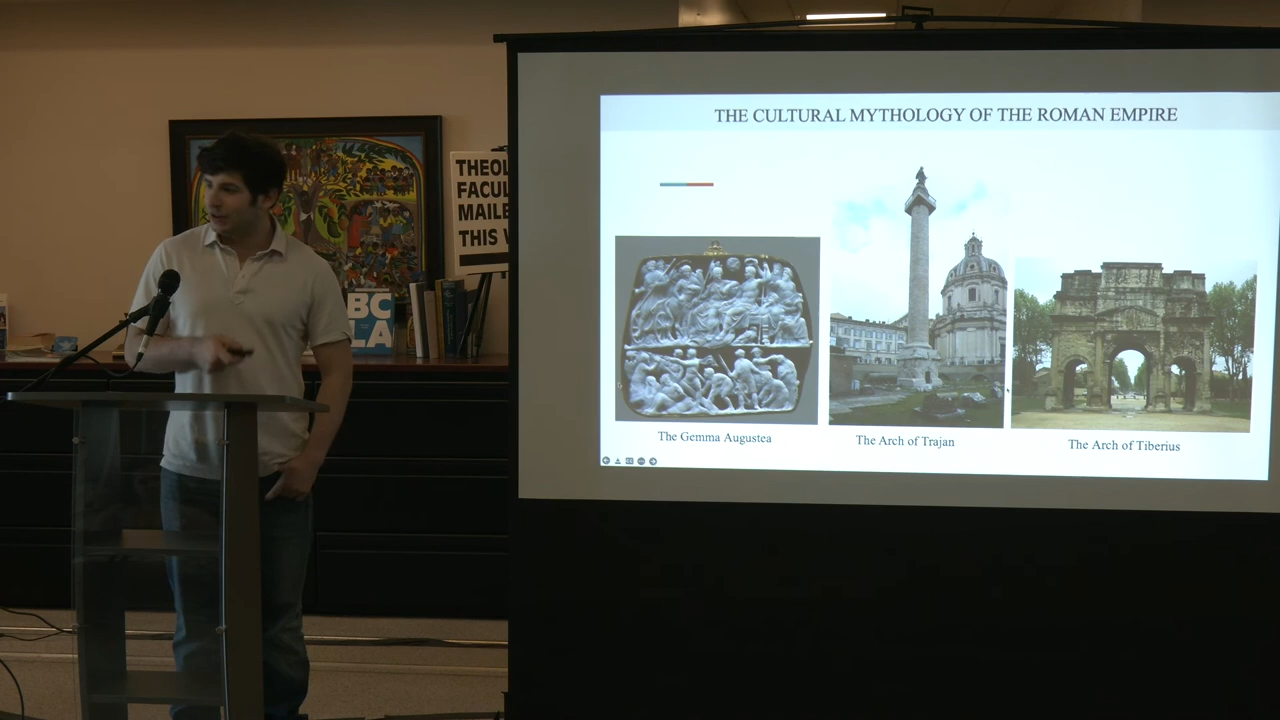 THEOL
FACUL
MAILE
THIS
BC
LA
THE CULTURAL MYTHOLOGY OF THE ROMAN EMPIRE
The Gemma Augustea
The Arch of Trajan
The Arch of Tiberius